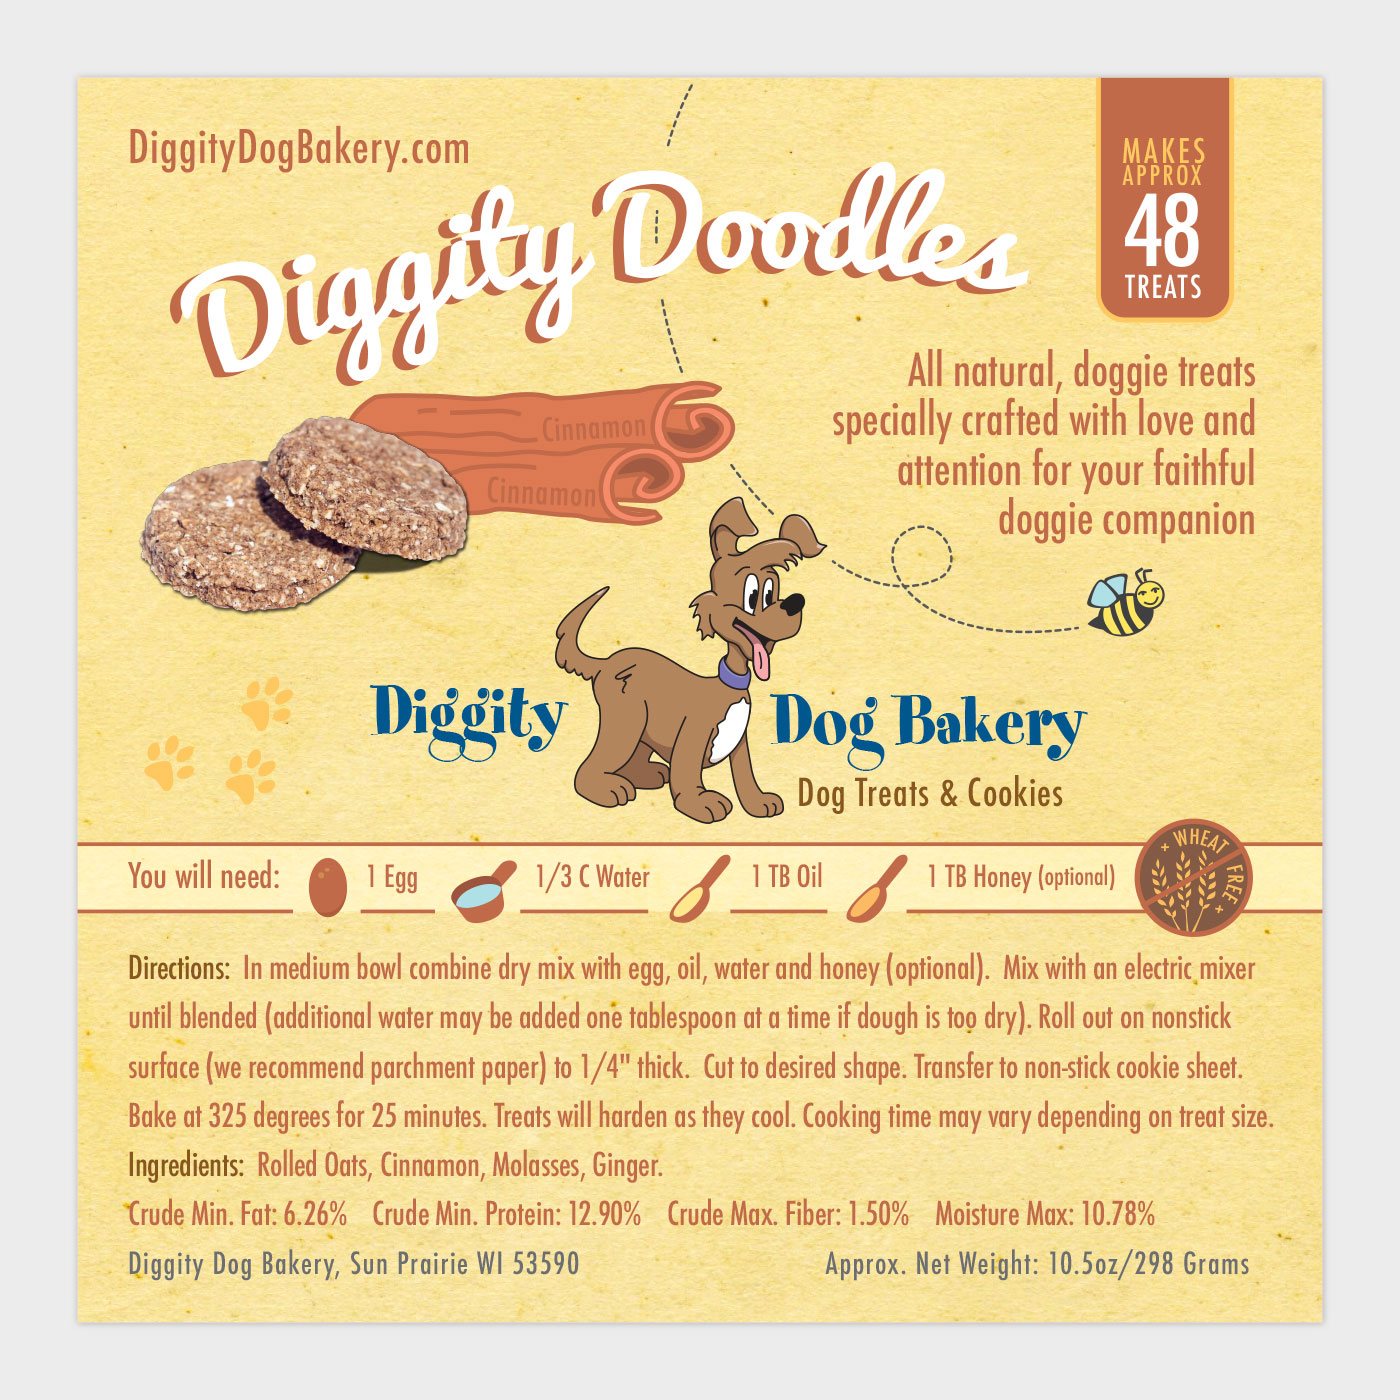 DiggityDogBakery.com
MAKES
APPROX
48
TREATS
Diggity Doodles
All natural, doggie treats
specially crafted with love and
attention for your faithful
doggie companion
Cinnamon
Cinnamon
Diggity Dog Bakery
Dog Treats & Cookies
You will need: 1 Egg 1/3 C Water 1 TB Oil 1 TB Honey (optional)
WHEAT FREE
Directions: In medium bowl combine dry mix with egg, oil, water and honey (optional). Mix with an electric mixer
until blended (additional water may be added one tablespoon at a time if dough is too dry). Roll out on nonstick
surface (we recommend parchment paper) to 1/4" thick. Cut to desired shape. Transfer to non-stick cookie sheet.
Bake at 325 degrees for 25 minutes. Treats will harden as they cool. Cooking time may vary depending on treat size.
Ingredients: Rolled Oats, Cinnamon, Molasses, Ginger.
Crude Min. Fat: 6.26% Crude Min. Protein: 12.90% Crude Max. Fiber: 1.50% Moisture Max: 10.78%
Diggity Dog Bakery, Sun Prairie WI 53590 Approx. Net Weight: 10.5oz/298 Grams